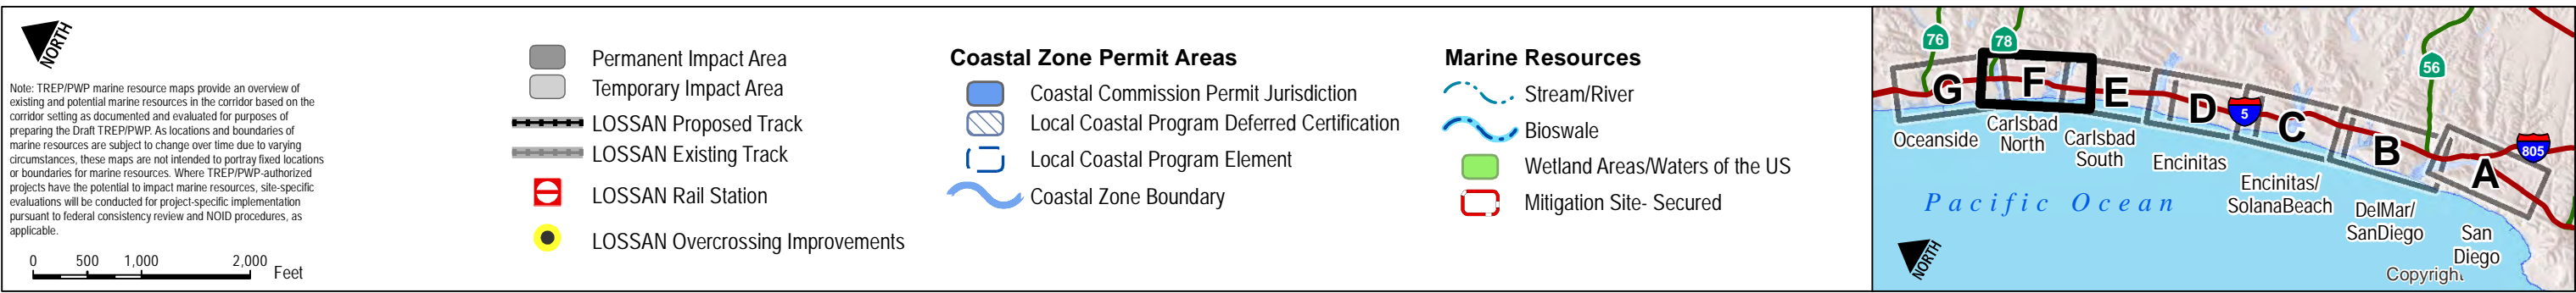 NORTH
Note: TREP/PWP marine resource maps provide an overview of
existing and potential marine resources in the corridor based on the
corridor setting as documented and evaluated for purposes of
preparing the Draft TREP/PWP. As locations and boundaries of
marine resources are subject to change over time due to varying
circumstances, these maps are not intended to portray fixed locations
or boundaries for marine resources. Where TREP/PWP-authorized
projects have the potential to impact marine resources, site-specific
evaluations will be conducted for project-specific implementation
pursuant to federal consistency review and NOID procedures, as
applicable.
0 500 1,000 2,000
Feet
Permanent Impact Area
Temporary Impact Area
LOSSAN Proposed Track
LOSSAN Existing Track
LOSSAN Rail Station
LOSSAN Overcrossing Improvements
Coastal Zone Permit Areas
Coastal Commission Permit Jurisdiction
Local Coastal Program Deferred Certification
Local Coastal Program Element
Coastal Zone Boundary
Marine Resources
Stream/River
Bioswale
Wetland Areas/Waters of the US
Mitigation Site- Secured
76
78
56
5
805
G
F
E
D
C
B
A
Oceanside
Carlsbad
North
Carlsbad
South
Encinitas
Encinitas/
SolanaBeach
DelMar/
SanDiego
San
Diego
Pacific Ocean
NORTH
Copyright